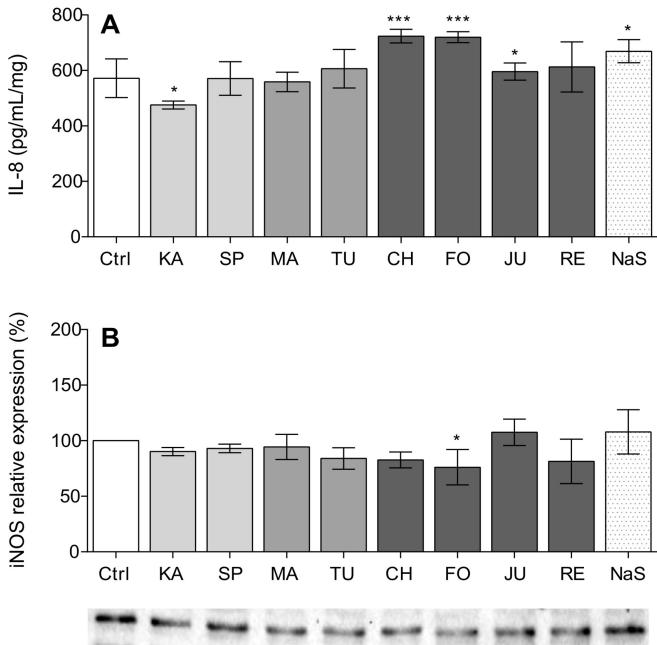 A
IL-8 (pg/mL/mg)
800
600
400
200
0
*
***
***
*
*
Ctrl KA SP MA TU CH FO JU RE NaS
B
iNOS relative expression (%)
200
150
100
50
0
*
Ctrl KA SP MA TU CH FO JU RE NaS